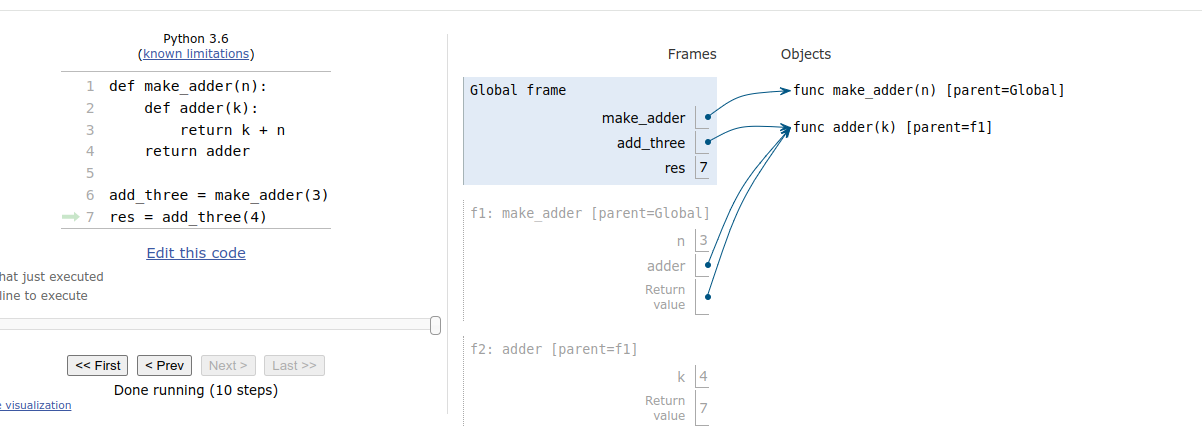 Python 3.6
(known limitations)
1 def make_adder(n):
2     def adder(k):
3         return k + n
4     return adder
5
6 add_three = make_adder(3)
7 res = add_three(4)
Edit this code
hat just executed
line to execute
<< First < Prev Next > Last >>
Done running (10 steps)
e visualization
Frames Objects
Global frame
make_adder
add_three
res 7
func make_adder(n) [parent=Global]
func adder(k) [parent=f1]
f1: make_adder [parent=Global]
n 3
adder
Return
value
f2: adder [parent=f1]
k 4
Return
value 7